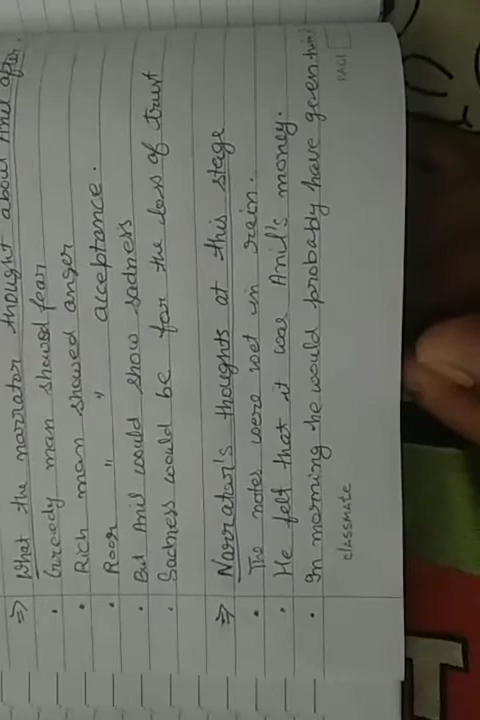 ⇒ What the narrator thought about Anil after
• Greedy man showed fear
• Rich man showed anger
• Poor " " acceptance.
• But Anil would show sadness
• Sadness would be for the loss of trust
⇒ Narrator's thoughts at this stage
• The notes were wet in rain.
• He felt that it was Anil's money.
• In morning he would probably have given
classmate
PAGE